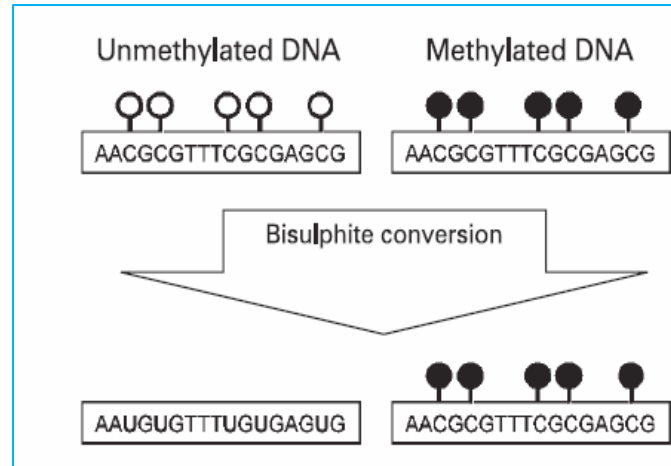 Unmethylated DNA Methylated DNA
AACGCGTTTCGCGAGCG AACGCGTTTCGCGAGCG
Bisulphite conversion
AAUGUGTTTUGUGAGUG AACGCGTTTCGCGAGCG